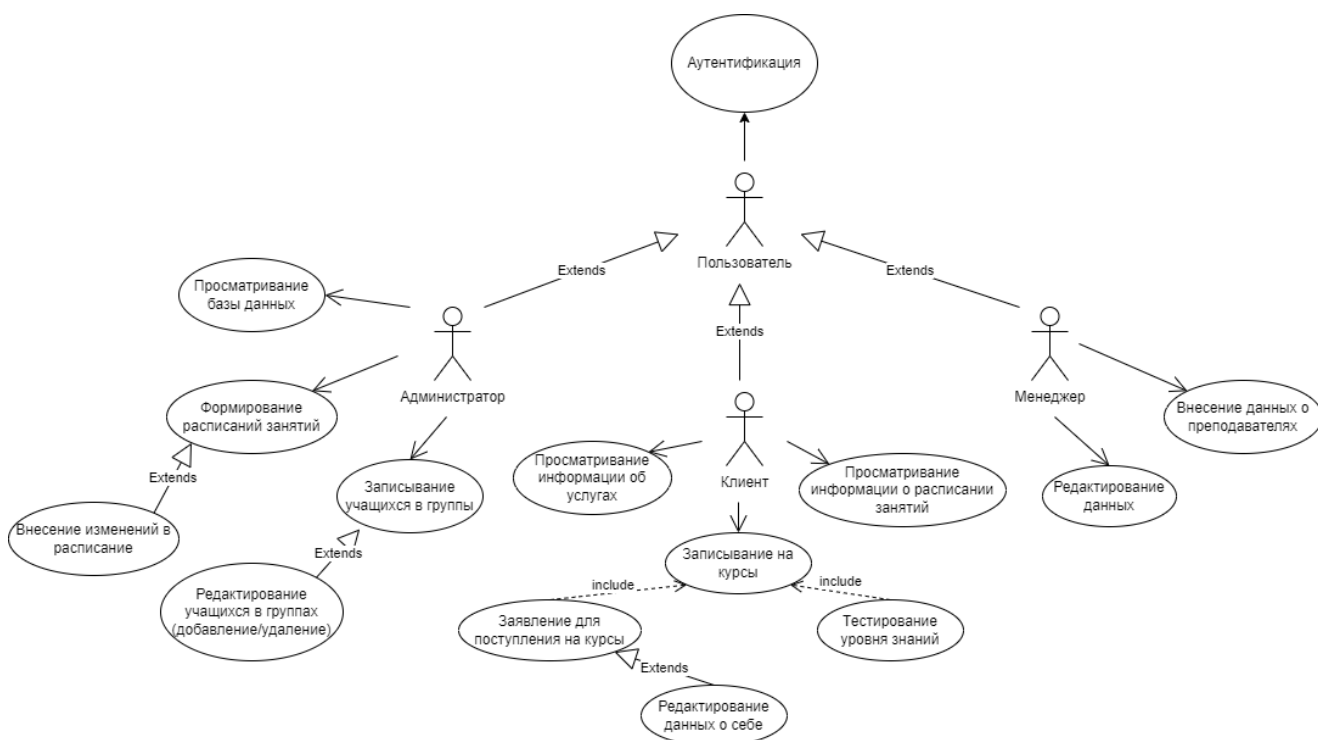 Аутентификация
Пользователь
Extends
Extends
Extends
Просматривание
базы данных
Администратор
Формирование
расписаний занятий
Extends
Внесение изменений в
расписание
Записывание
учащихся в группы
Extends
Редактирование
учащихся в группах
(добавление/удаление)
Клиент
Просматривание
информации об
услугах
Просматривание
информации о расписании
занятий
Записывание на
курсы
include
include
Заявление для
поступления на курсы
Тестирование
уровня знаний
Extends
Редактирование
данных о себе
Менеджер
Внесение данных о
преподавателях
Редактирование
данных